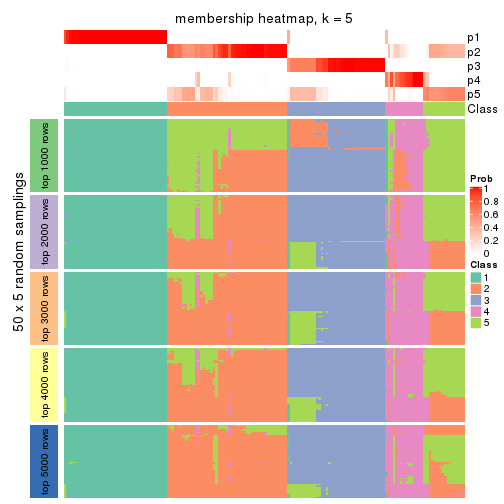 membership heatmap, k = 5
p1
p2
p3
p4
p5
Class
50 x 5 random samplings
top 1000 rows
top 2000 rows
top 3000 rows
top 4000 rows
top 5000 rows
Prob
1
0.8
0.6
0.4
0.2
0
Class
1
2
3
4
5